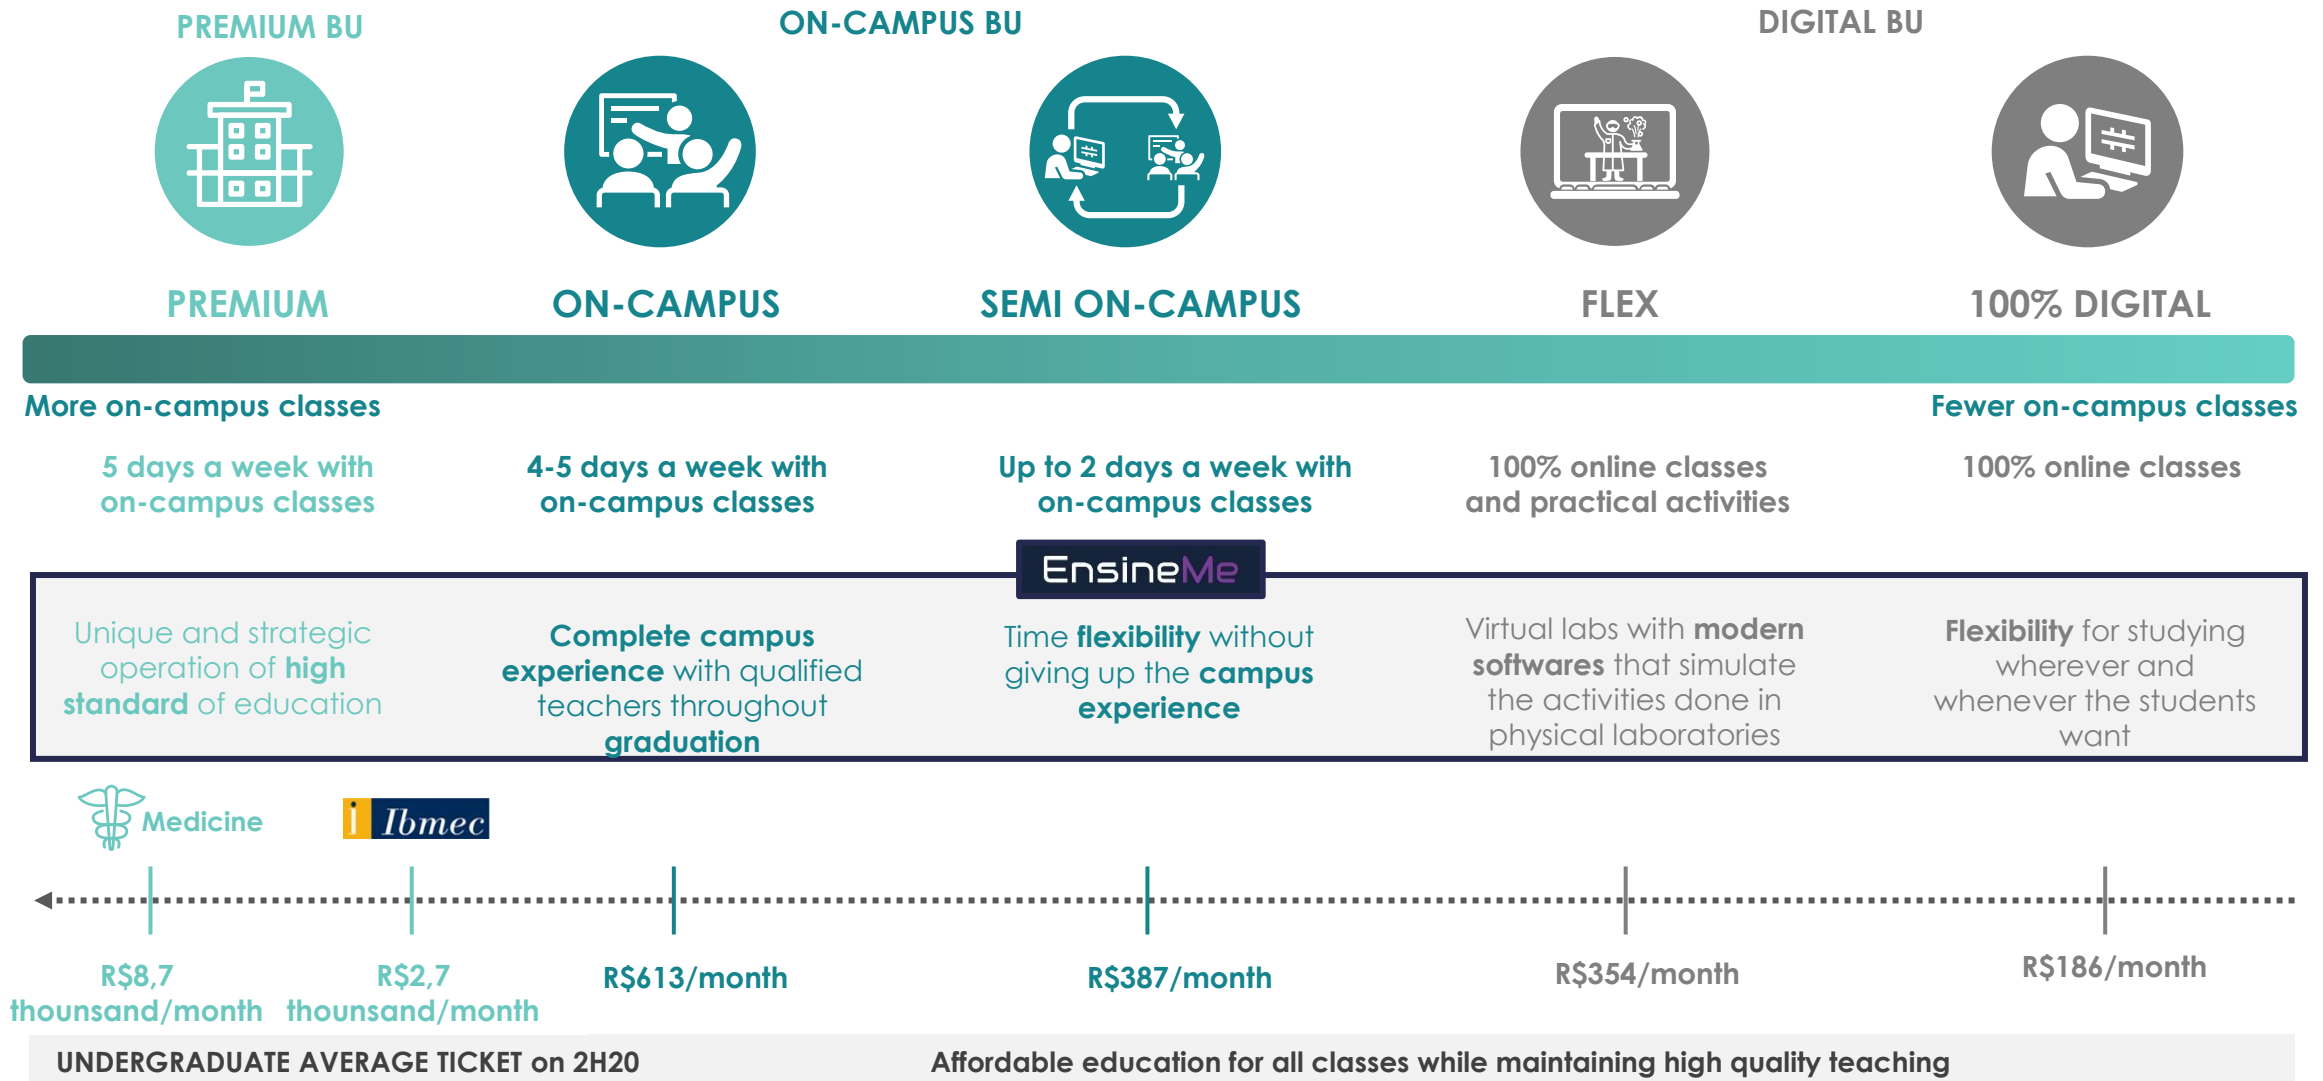 PREMIUM BU
ON-CAMPUS BU
DIGITAL BU
PREMIUM
ON-CAMPUS
SEMI ON-CAMPUS
FLEX
100% DIGITAL
More on-campus classes
Fewer on-campus classes
5 days a week with
on-campus classes
4-5 days a week with
on-campus classes
Up to 2 days a week with
on-campus classes
100% online classes
and practical activities
100% online classes
EnsineMe
Unique and strategic
operation of high
standard of education
Complete campus
experience with qualified
teachers throughout
graduation
Time flexibility without
giving up the campus
experience
Virtual labs with modern
softwares that simulate
the activities done in
physical laboratories
Flexibility for studying
wherever and
whenever the students
want
Medicine
i Ibmec
R$8,7
thounsand/month
R$2,7
thounsand/month
R$613/month
R$387/month
R$354/month
R$186/month
UNDERGRADUATE AVERAGE TICKET on 2H20
Affordable education for all classes while maintaining high quality teaching